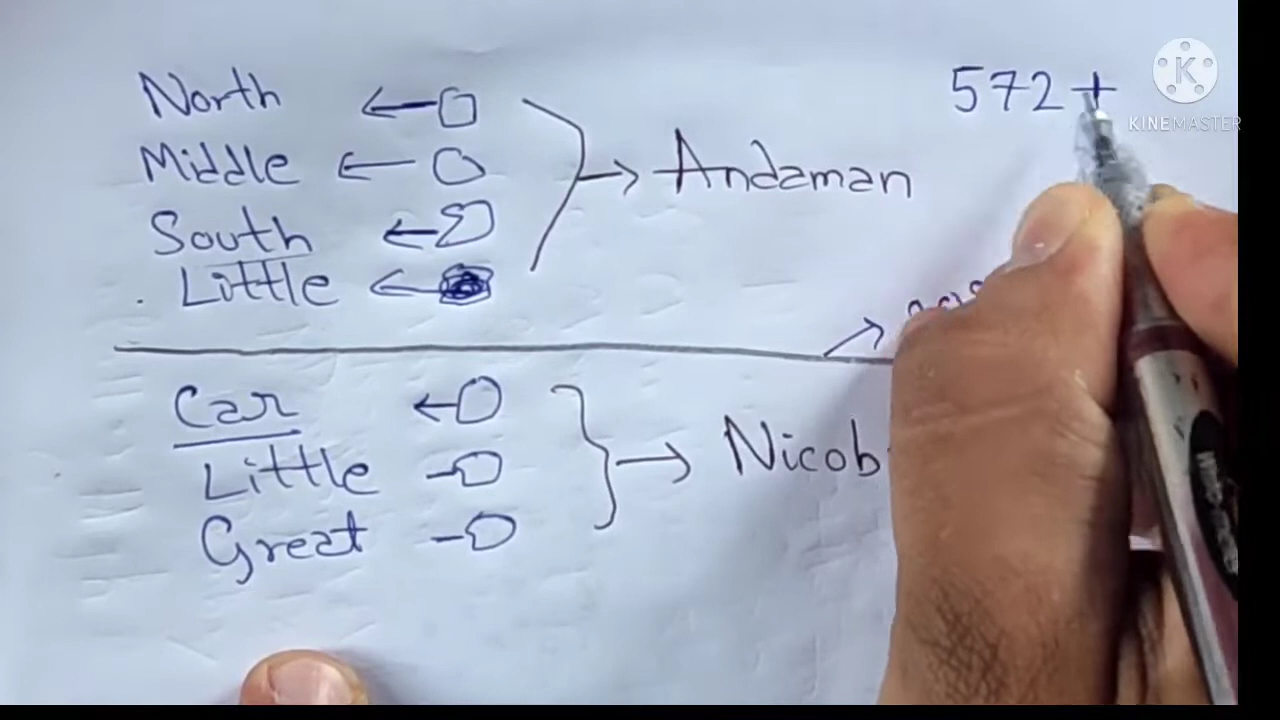 North
Middle
South
Little
Andaman
572+
Car
Little
Great
Nicob
K
KINEMASTER